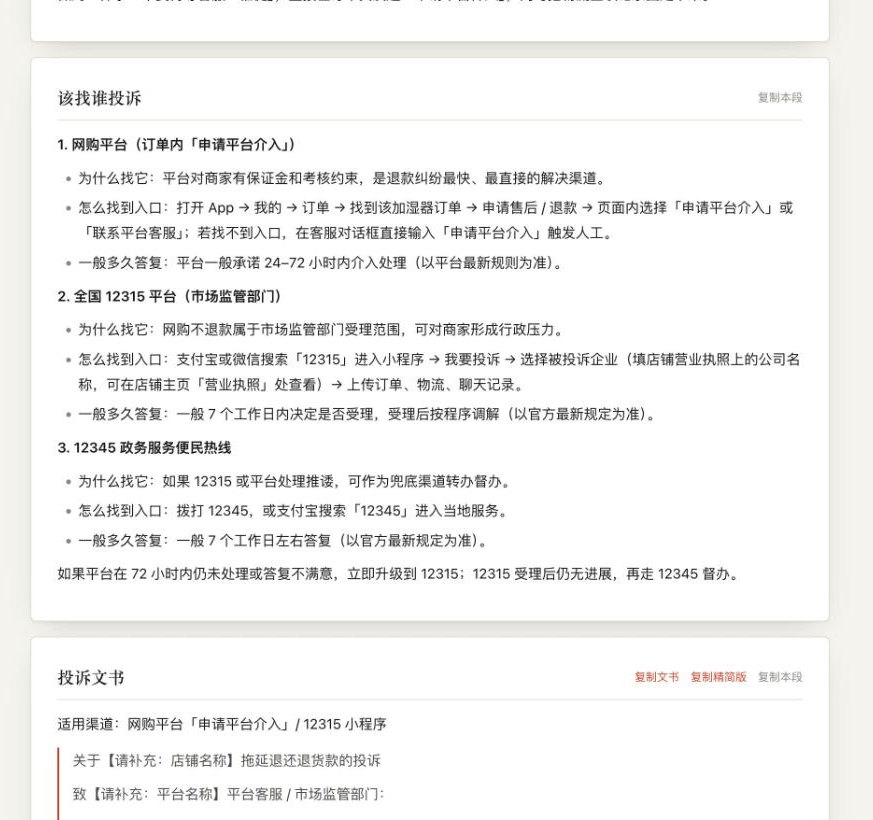 该找谁投诉
复制本段
1. 网购平台（订单内「申请平台介入」）
• 为什么找它：平台对商家有保证金和考核约束，是退款纠纷最快、最直接的解决渠道。
• 怎么找到入口：打开 App → 我的 → 订单 → 找到该加湿器订单 → 申请售后 / 退款 → 页面内选择「申请平台介入」或
「联系平台客服」；若找不到入口，在客服对话框直接输入「申请平台介入」触发人工。
• 一般多久答复：平台一般承诺 24–72 小时内介入处理（以平台最新规则为准）。
2. 全国 12315 平台（市场监管部门）
• 为什么找它：网购不退款属于市场监管部门受理范围，可对商家形成行政压力。
• 怎么找到入口：支付宝或微信搜索「12315」进入小程序 → 我要投诉 → 选择被投诉企业（填店铺营业执照上的公司名
称，可在店铺主页「营业执照」处查看）→ 上传订单、物流、聊天记录。
• 一般多久答复：一般 7 个工作日内决定是否受理，受理后按程序调解（以官方最新规定为准）。
3. 12345 政务服务便民热线
• 为什么找它：如果 12315 或平台处理推诿，可作为兜底渠道转办督办。
• 怎么找到入口：拨打 12345，或支付宝搜索「12345」进入当地服务。
• 一般多久答复：一般 7 个工作日左右答复（以官方最新规定为准）。
如果平台在 72 小时内仍未处理或答复不满意，立即升级到 12315；12315 受理后仍无进展，再走 12345 督办。
投诉文书
复制文书 复制精简版 复制本段
适用渠道：网购平台「申请平台介入」/ 12315 小程序
关于【请补充：店铺名称】拖延退还退货款的投诉
致【请补充：平台名称】平台客服 / 市场监管部门：